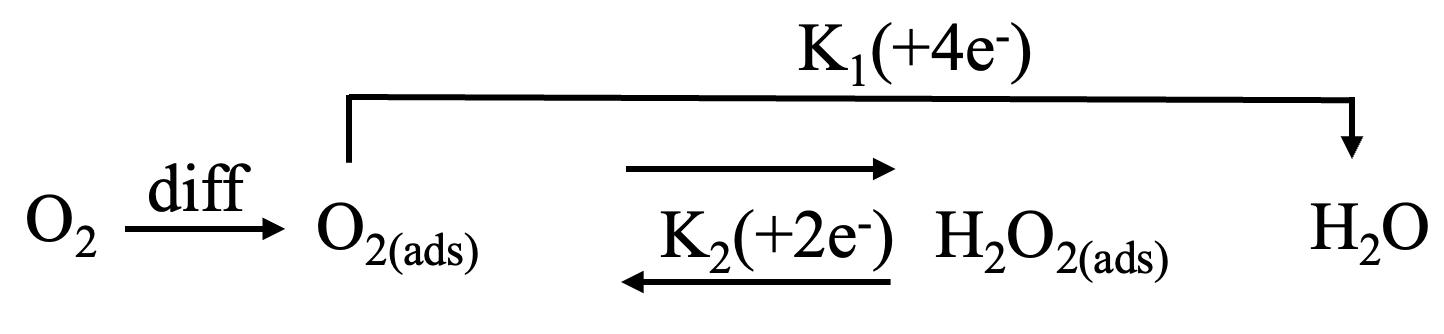 K₁(+4e⁻)
O₂ diff O₂(ads) K₂(+2e⁻) H₂O₂(ads) H₂O